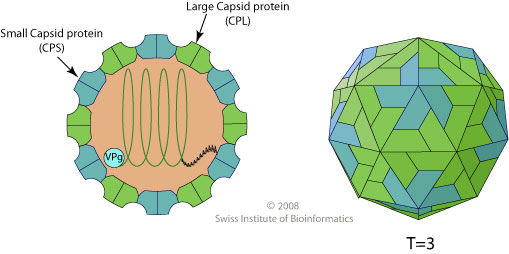 Large Capsid protein
(CPL)
Small Capsid protein
(CPS)
VPg
© 2008
Swiss Institute of Bioinformatics
T=3